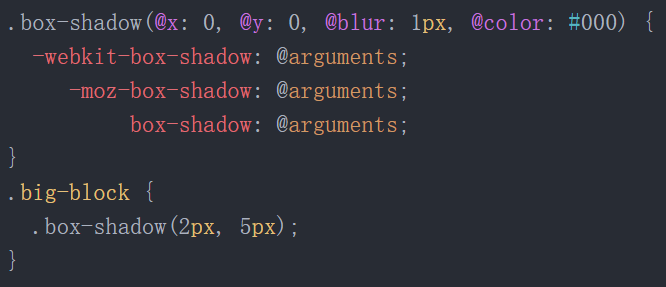 .box-shadow(@x: 0, @y: 0, @blur: 1px, @color: #000) {
  -webkit-box-shadow: @arguments;
     -moz-box-shadow: @arguments;
          box-shadow: @arguments;
}
.big-block {
  .box-shadow(2px, 5px);
}